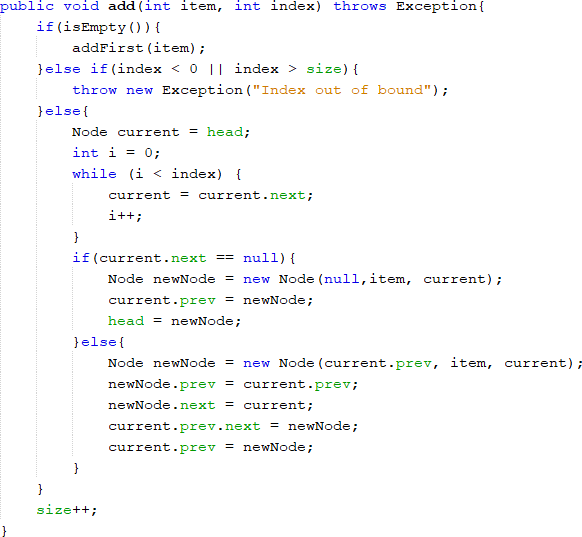 public void add(int item, int index) throws Exception{
    if(isEmpty()){
        addFirst(item);
    }else if(index < 0 || index > size){
        throw new Exception("Index out of bound");
    }else{
        Node current = head;
        int i = 0;
        while (i < index) {
            current = current.next;
            i++;
        }
        if(current.next == null){
            Node newNode = new Node(null,item, current);
            current.prev = newNode;
            head = newNode;
        }else{
            Node newNode = new Node(current.prev, item, current);
            newNode.prev = current.prev;
            newNode.next = current;
            current.prev.next = newNode;
            current.prev = newNode;
        }
    }
    size++;
}